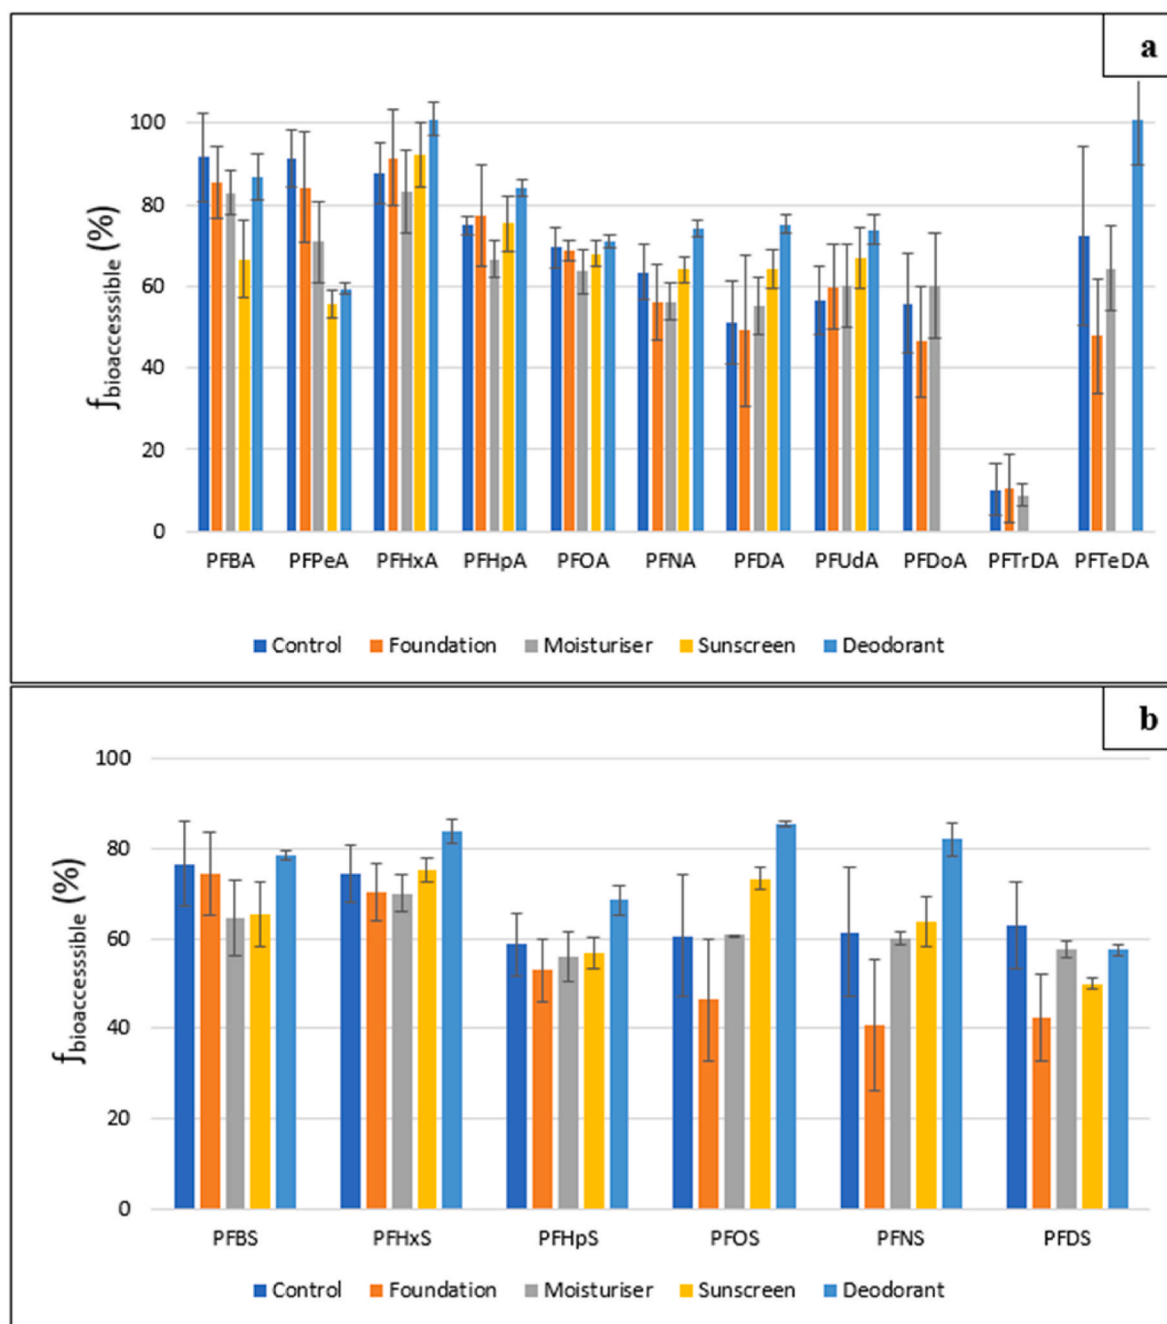 a
100
80
60
40
20
0
fbioaccesssible (%)
PFBA PFPeA PFHxA PFHpA PFOA PFNA PFDA PFUdA PFDoA PFTrDA PFTeDA
Control Foundation Moisturiser Sunscreen Deodorant
b
100
80
60
40
20
0
fbioaccesssible (%)
PFBS PFHxS PFHpS PFOS PFNS PFDS
Control Foundation Moisturiser Sunscreen Deodorant